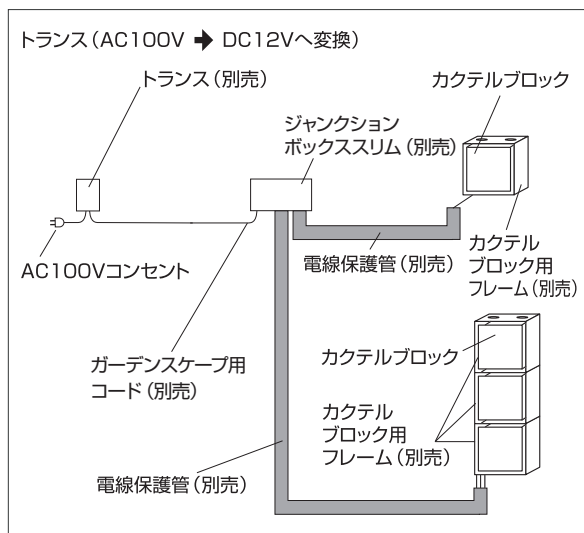 トランス(AC100V ➡ DC12Vへ変換)
トランス(別売)
カクテルブロック
ジャンクション
ボックススリム(別売)
AC100Vコンセント
電線保護管(別売)
カクテル
ブロック用
フレーム(別売)
ガーデンスケープ用
コード(別売)
カクテルブロック
カクテル
ブロック用
フレーム(別売)
電線保護管(別売)